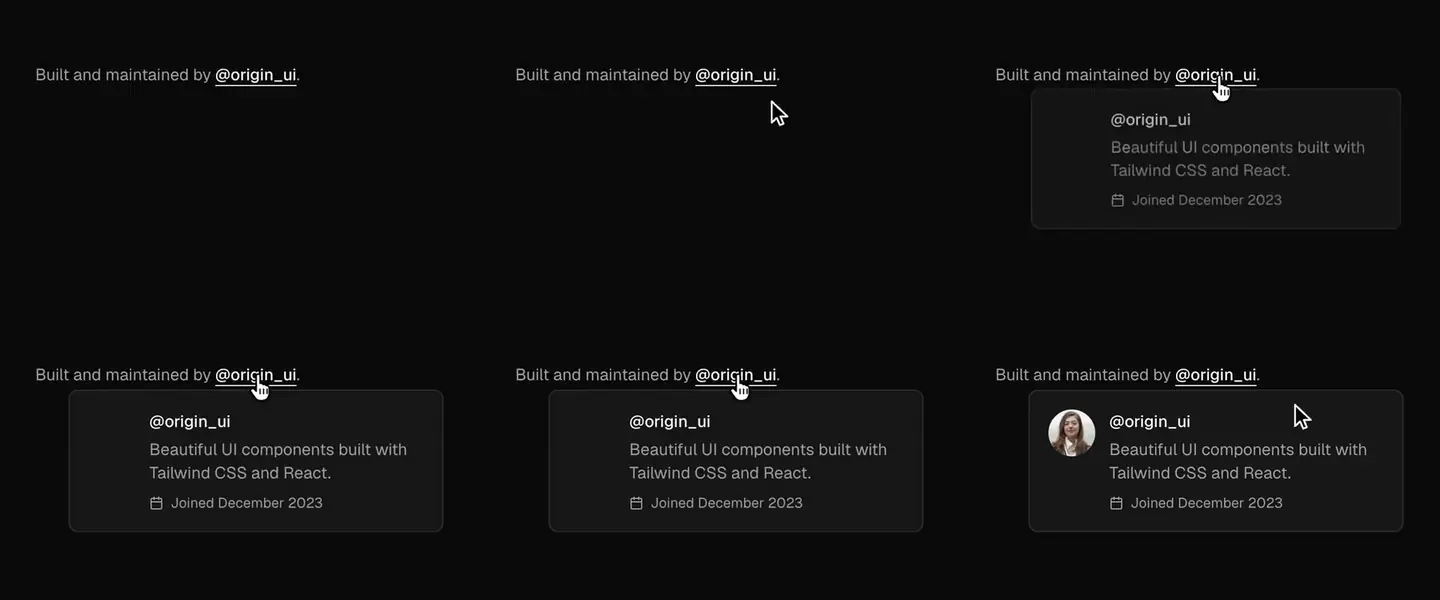 Built and maintained by @origin_ui.
Built and maintained by @origin_ui.
Built and maintained by @origin_ui.
@origin_ui
Beautiful UI components built with
Tailwind CSS and React.
Joined December 2023
Built and maintained by @origin_ui.
@origin_ui
Beautiful UI components built with
Tailwind CSS and React.
Joined December 2023
Built and maintained by @origin_ui.
@origin_ui
Beautiful UI components built with
Tailwind CSS and React.
Joined December 2023
Built and maintained by @origin_ui.
@origin_ui
Beautiful UI components built with
Tailwind CSS and React.
Joined December 2023